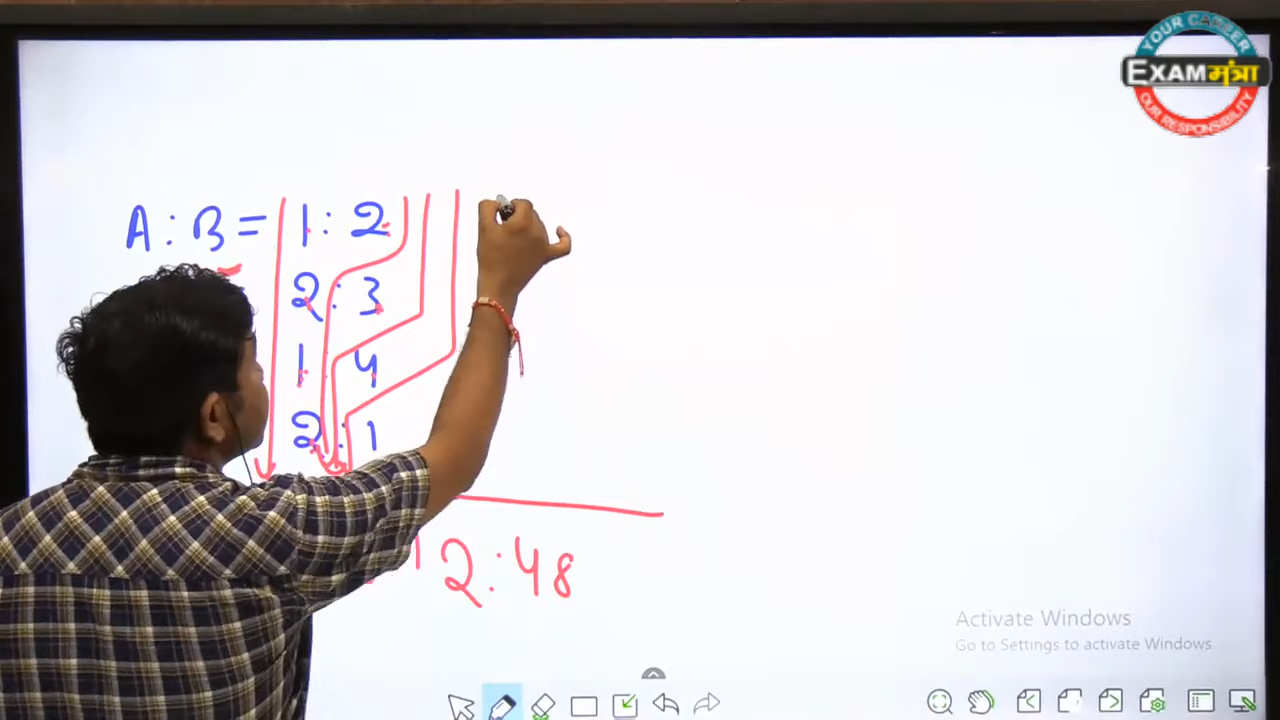 YOUR CAREER
EXAMमंत्रा
OUR RESPONSIBILITY
A : B = 1 : 2
2 : 3
1 4
2 : 1
2 : 48
Activate Windows
Go to Settings to activate Windows.